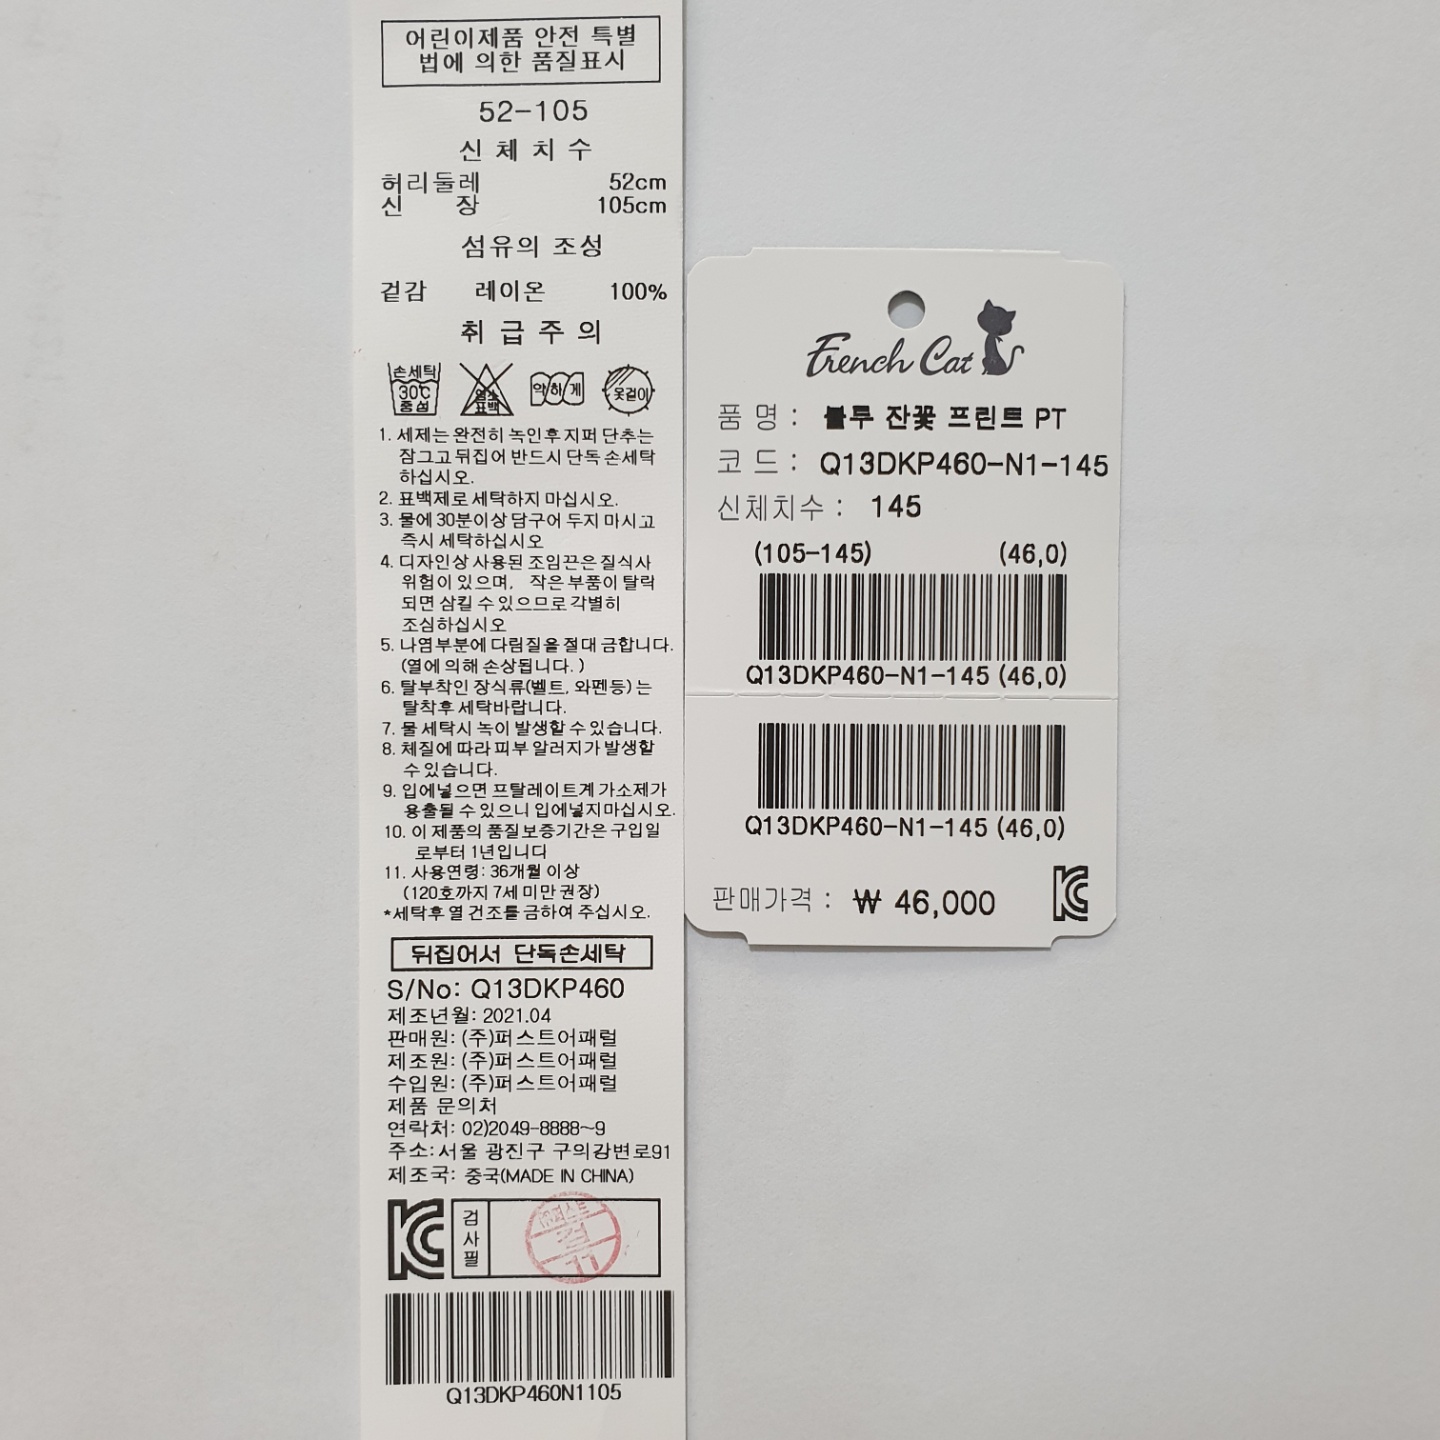 어린이제품 안전 특별
법에 의한 품질표시
52-105
신 체 치 수
허리둘레 52cm
신 장 105cm
섬유의 조성
겉감 레이온 100%
취 급 주 의
손세탁
30℃
중성
염소
표백
약하게
옷걸이
1. 세제는 완전히 녹인후 지퍼 단추는
잠그고 뒤집어 반드시 단독 손세탁
하십시오.
2. 표백제로 세탁하지 마십시오.
3. 물에 30분이상 담구어 두지 마시고
즉시 세탁하십시오
4. 디자인상 사용된 조임끈은 질식사
위험이 있으며, 작은 부품이 탈락
되면 삼킬 수 있으므로 각별히
조심하십시오
5. 나염부분에 다림질을 절대 금합니다.
(열에 의해 손상됩니다. )
6. 탈부착인 장식류(벨트, 와펜등) 는
탈착후 세탁바랍니다.
7. 물 세탁시 녹이 발생할 수 있습니다.
8. 체질에 따라 피부 알러지가 발생할
수 있습니다.
9. 입에넣으면 프탈레이트계 가소제가
용출될 수 있으니 입에넣지마십시오.
10. 이 제품의 품질보증기간은 구입일
로부터 1년입니디
11. 사용연령: 36개월 이상
(120호까지 7세 미만 권장)
*세탁후 열 건조를 금하여 주십시오.
뒤집어서 단독손세탁
S/No: Q13DKP460
제조년월: 2021.04
판매원: (주)퍼스트어패럴
제조원: (주)퍼스트어패럴
수입원: (주)퍼스트어패럴
제품 문의처
연락처: 02)2049-8888~9
주소:서울 광진구 구의강변로91
제조국: 중국(MADE IN CHINA)
KC
검사필
Q13DKP460N1105
French Cat
품 명 : 블루 잔꽃 프린트 PT
코 드 : Q13DKP460-N1-145
신체치수 : 145
(105-145) (46,0)
Q13DKP460-N1-145 (46,0)
Q13DKP460-N1-145 (46,0)
판매가격 : ₩ 46,000
KC